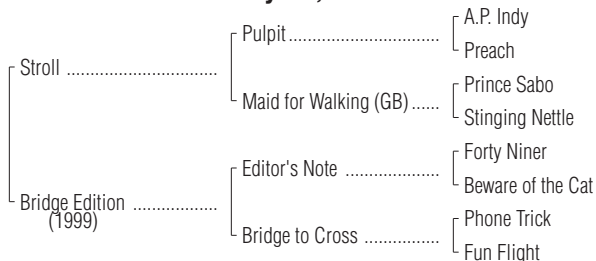 A.P. Indy
Pulpit
Preach
Stroll
Prince Sabo
Maid for Walking (GB)
Stinging Nettle
Forty Niner
Editor's Note
Beware of the Cat
Bridge Edition
(1999)
Phone Trick
Bridge to Cross
Fun Flight